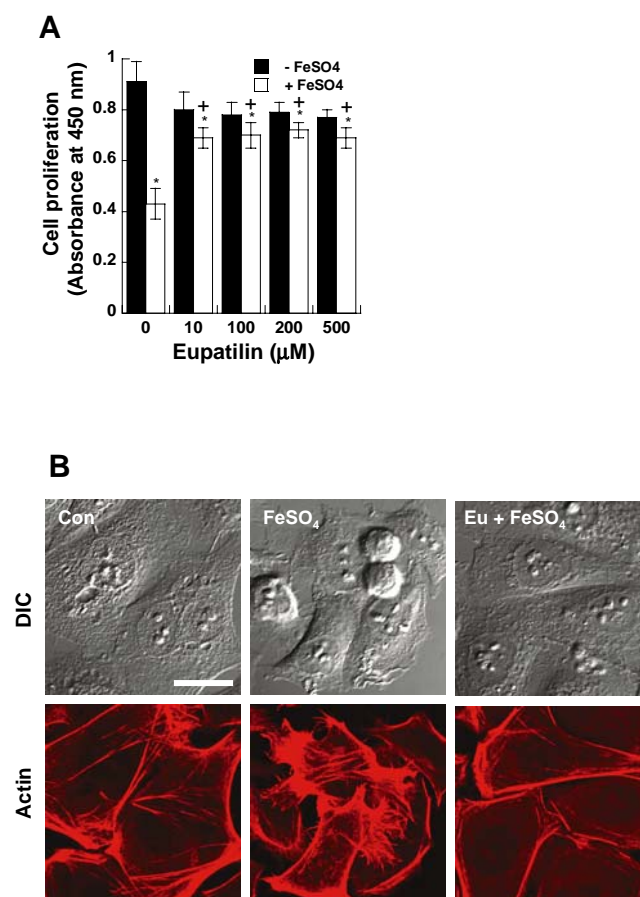 A
- FeSO4
+ FeSO4
Cell proliferation
(Absorbance at 450 nm)
1
0.8
0.6
0.4
0.2
0
*
+ + + +
* * * *
0 10 100 200 500
Eupatilin (μM)
B
Con FeSO₄ Eu + FeSO₄
DIC
Actin